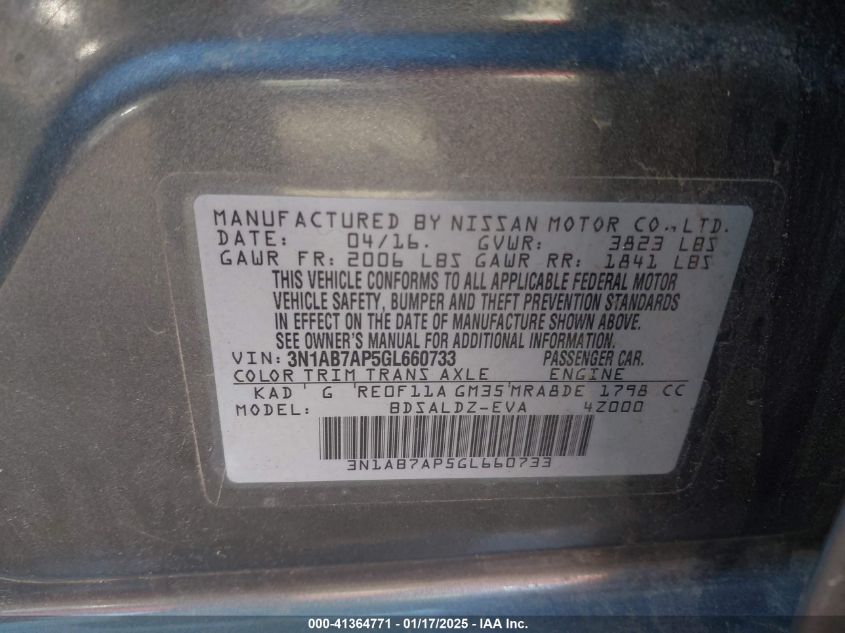 MANUFACTURED BY NISSAN MOTOR CO., LTD.
DATE: 04/16. GVWR: 3823 LBS
GAWR FR: 2006 LBS GAWR RR: 1841 LBS
THIS VEHICLE CONFORMS TO ALL APPLICABLE FEDERAL MOTOR
VEHICLE SAFETY, BUMPER AND THEFT PREVENTION STANDARDS
IN EFFECT ON THE DATE OF MANUFACTURE SHOWN ABOVE.
SEE OWNER'S MANUAL FOR ADDITIONAL INFORMATION.
VIN: 3N1AB7AP5GL660733 PASSENGER CAR.
COLOR TRIM TRANS AXLE ENGINE
KAD ' G 'RE0F11A GM35'MRA8DE 1798 CC
MODEL: BDSALDZ-EVA 4Z000
3N1AB7AP5GL660733
000-41364771 - 01/17/2025 - IAA Inc.